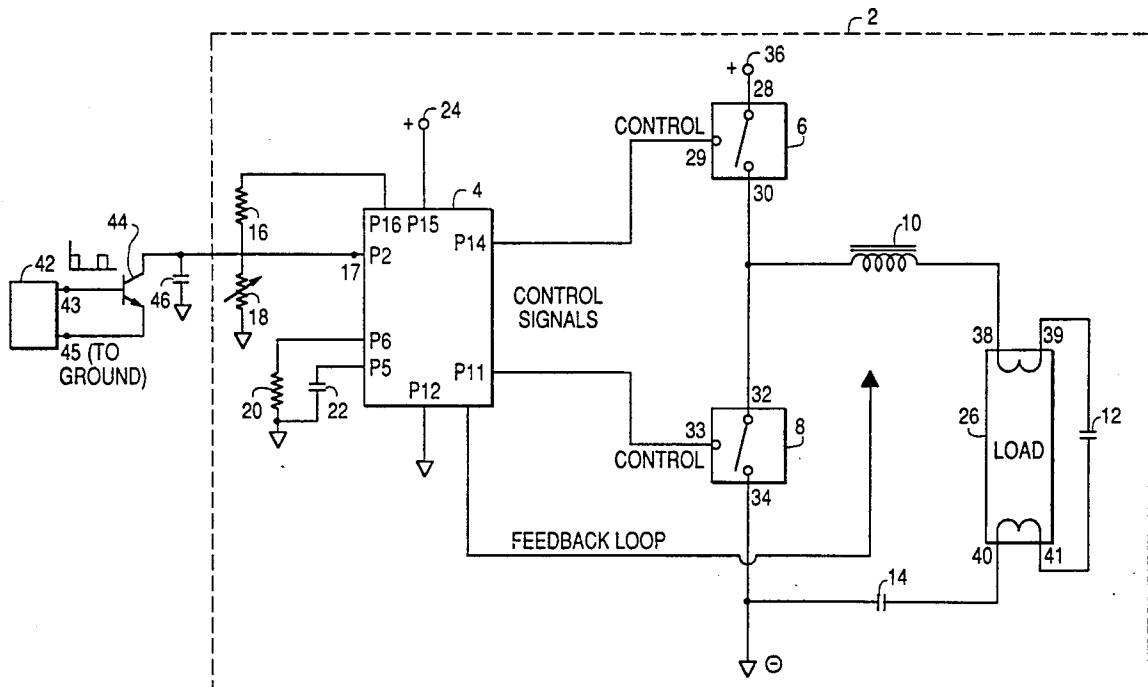 2
+ 36
28
+ 24
CONTROL
29
6
30
4
P16 P15
16
P14
10
44
42
17
P2
43
46
18
CONTROL
SIGNALS
45 (TO
GROUND)
P6
P5
20
22
P12
P11
38
39
32
33
8
CONTROL
34
26
LOAD
12
FEEDBACK LOOP
40
41
14
⊖